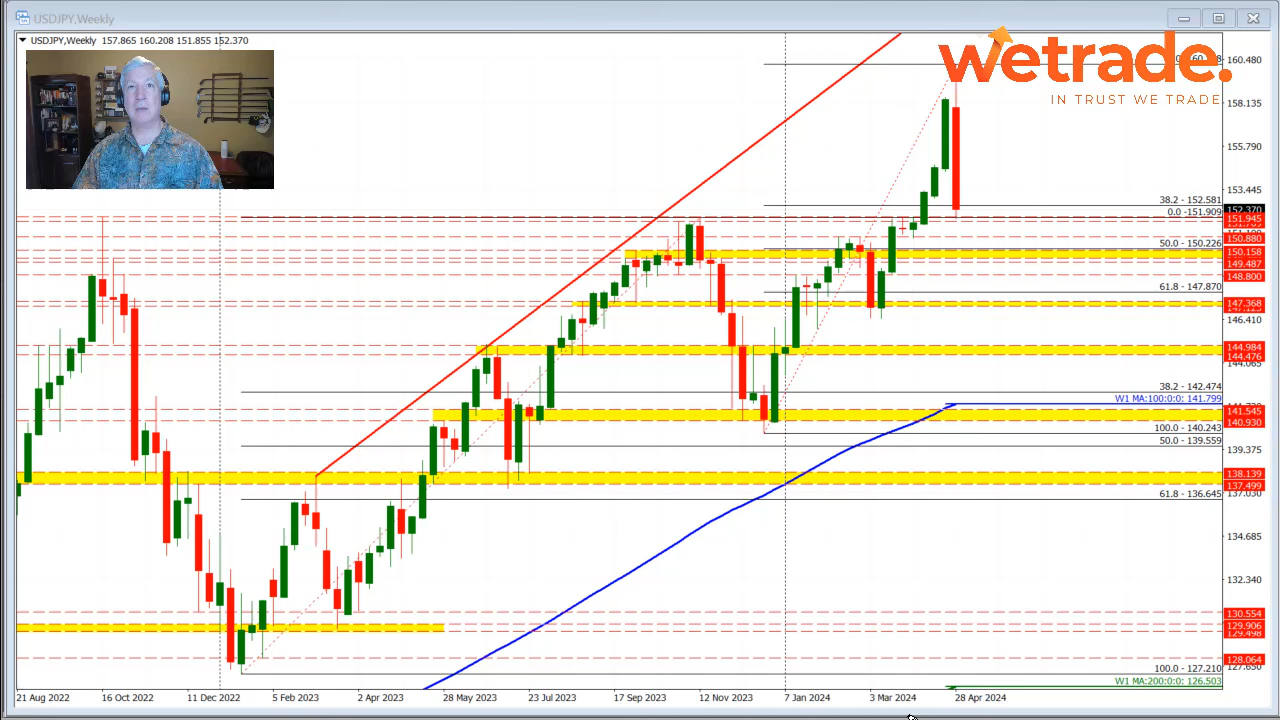 USDJPY,Weekly
USDJPY,Weekly 157.865 160.208 151.855 152.370
wetrade.
IN TRUST WE TRADE
160.480
158.135
155.790
153.445
38.2 - 152.581
152.370
0.0 - 151.909
151.945
150.880
50.0 - 150.226
150.158
149.487
148.800
61.8 - 147.870
147.368
146.410
144.984
144.476
144.065
38.2 - 142.474
W1 MA:100:0:0: 141.799
141.545
140.930
100.0 - 140.243
50.0 - 139.559
139.375
138.139
137.499
137.030
61.8 - 136.645
134.685
132.340
130.554
129.906
129.498
128.064
127.650
100.0 - 127.210
W1 MA:200:0:0: 126.503
21 Aug 2022
16 Oct 2022
11 Dec 2022
5 Feb 2023
2 Apr 2023
28 May 2023
23 Jul 2023
17 Sep 2023
12 Nov 2023
7 Jan 2024
3 Mar 2024
28 Apr 2024